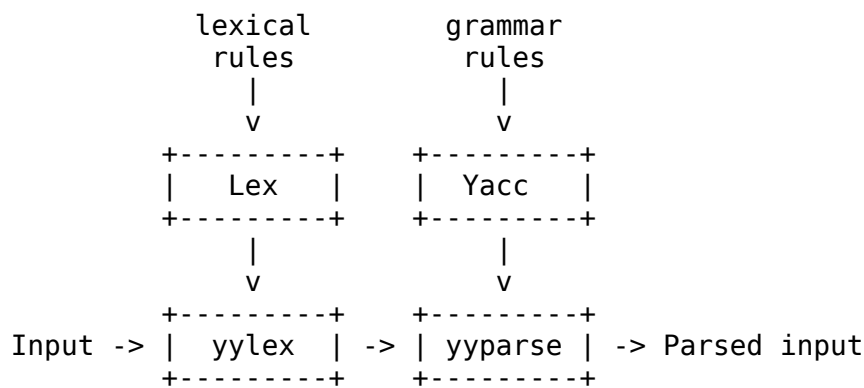 lexical grammar
rules rules
| |
v v
+---------+ +---------+
| Lex | | Yacc |
+---------+ +---------+
| |
v v
+---------+ +---------+
Input -> | yylex | -> | yyparse | -> Parsed input
+---------+ +---------+